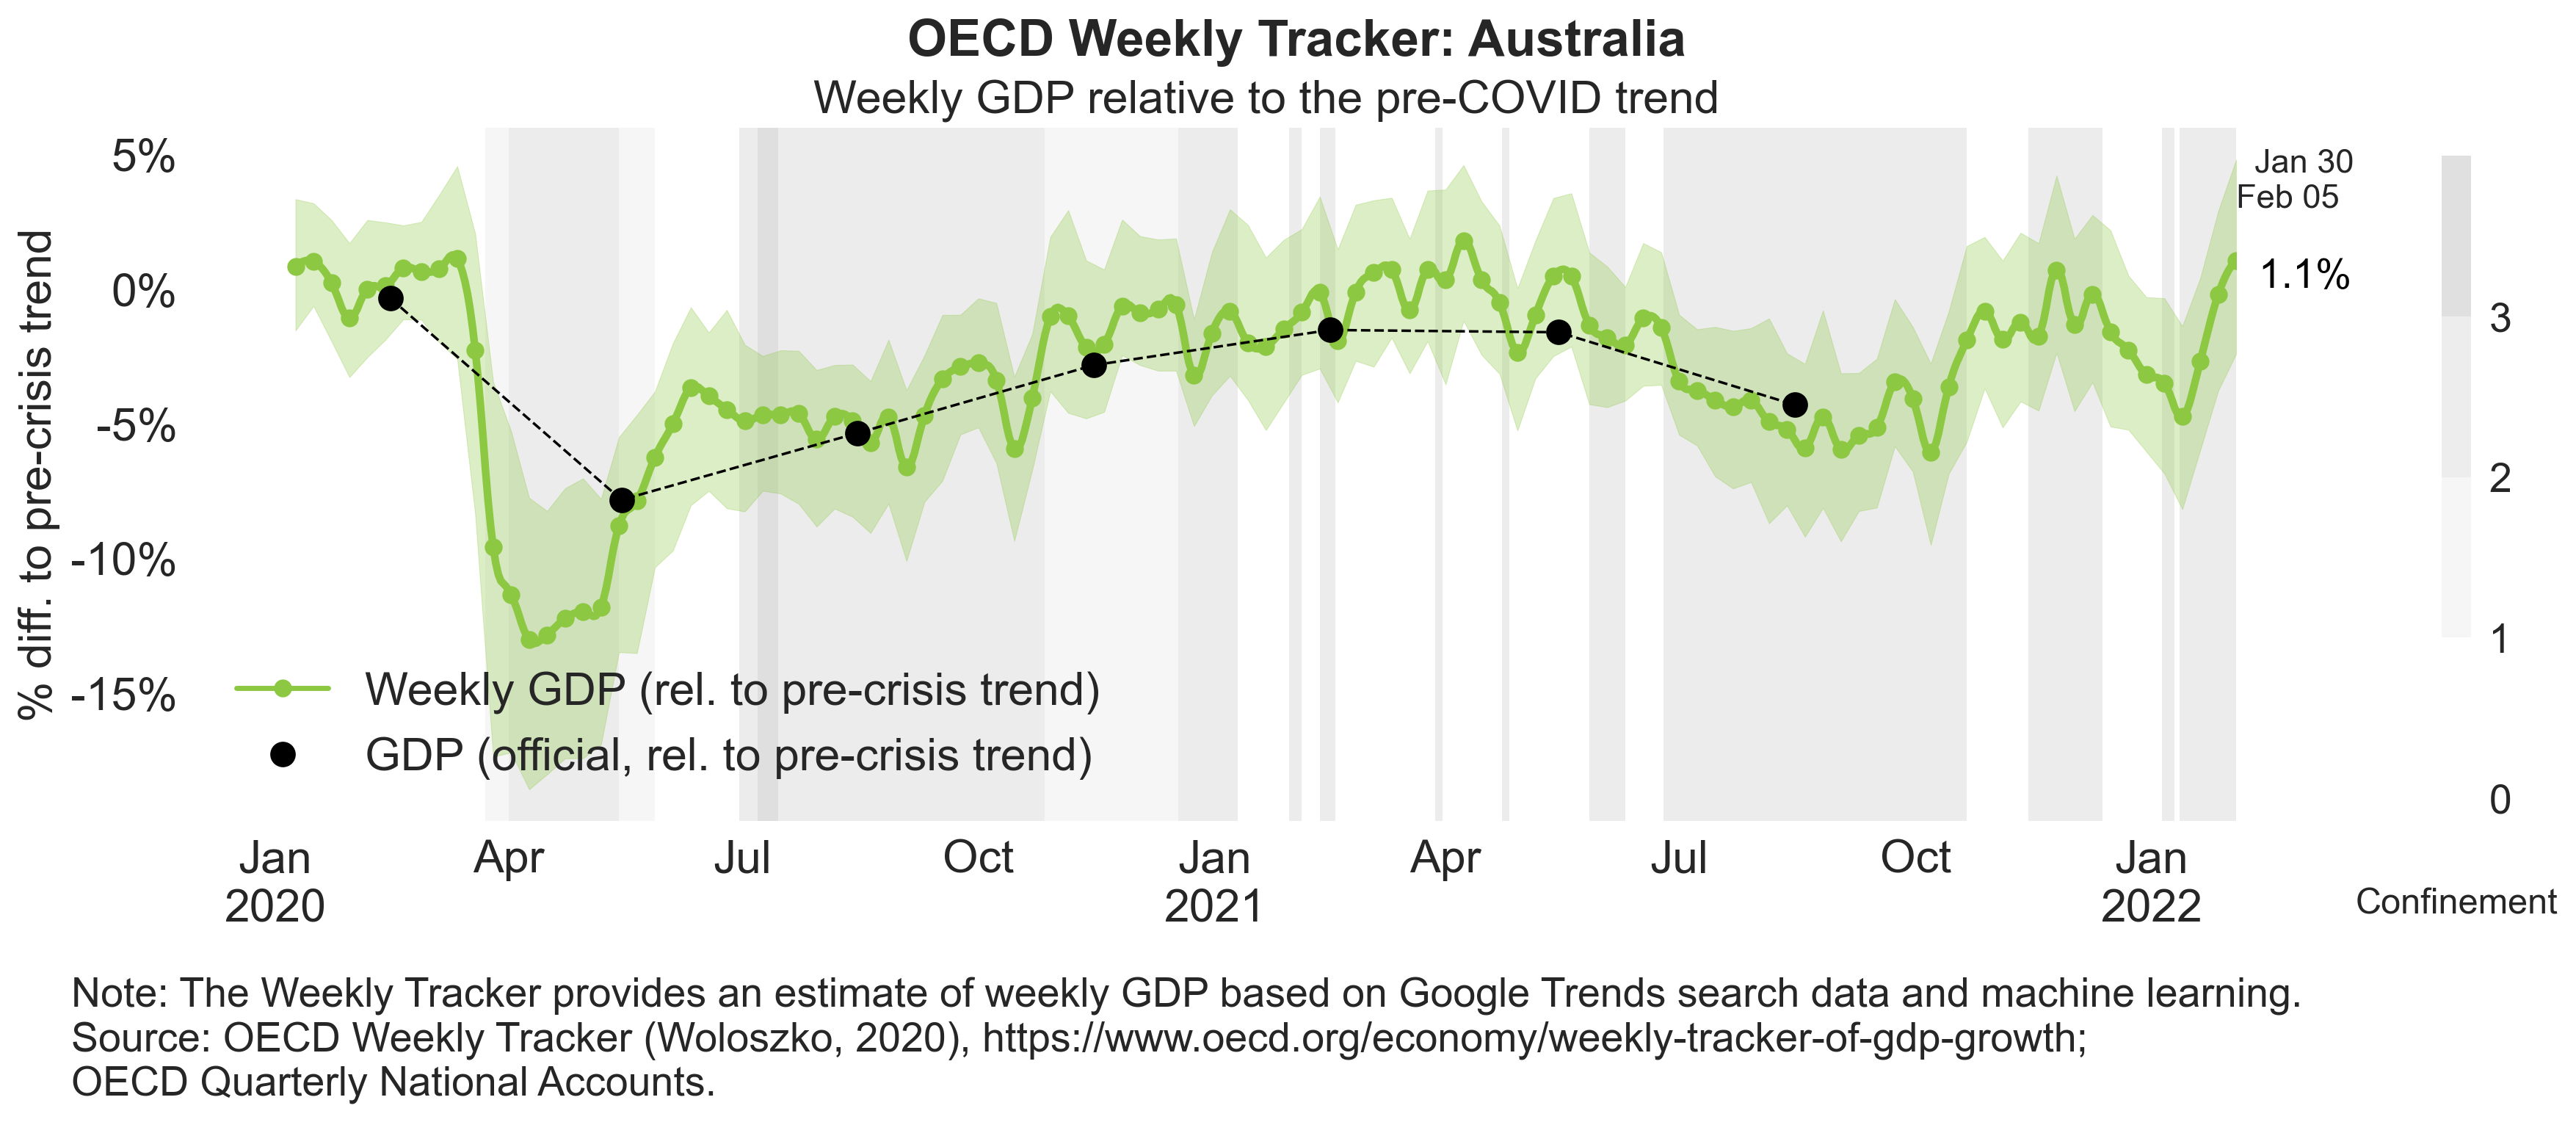 OECD Weekly Tracker: Australia
Weekly GDP relative to the pre-COVID trend
% diff. to pre-crisis trend
5%
0%
-5%
-10%
-15%
Jan 30
Feb 05
1.1%
3
2
1
0
Confinement
Weekly GDP (rel. to pre-crisis trend)
GDP (official, rel. to pre-crisis trend)
Jan Apr Jul Oct Jan Apr Jul Oct Jan
2020 2021 2022
Note: The Weekly Tracker provides an estimate of weekly GDP based on Google Trends search data and machine learning.
Source: OECD Weekly Tracker (Woloszko, 2020), https://www.oecd.org/economy/weekly-tracker-of-gdp-growth;
OECD Quarterly National Accounts.